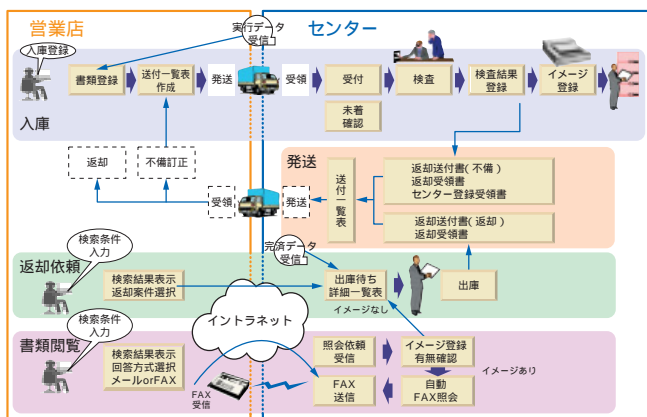 営業店
センター
実行データ
受信
入庫登録
書類登録
送付一覧表
作成
発送
受領
受付
検査
検査結果
登録
イメージ
登録
未着
確認
入庫
返却
不備訂正
受領
発送
発送
送付一覧表
返却送付書(不備)
返却受領書
センター登録受領書
返却送付書(返却)
返却受領書
完済データ
受信
返却依頼
検索条件
入力
検索結果表示
返却案件選択
出庫待ち
詳細一覧表
出庫
イメージなし
イントラネット
書類閲覧
検索条件
入力
検索結果表示
回答方式選択
メールorFAX
FAX
受信
照会依頼
受信
イメージ登録
有無確認
イメージあり
FAX
送信
自動
FAX照会